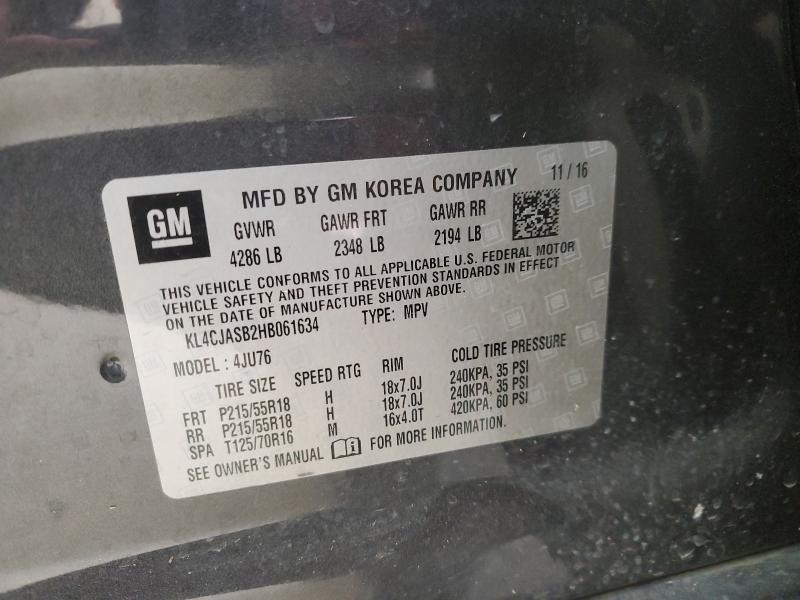 GM MFD BY GM KOREA COMPANY 11 / 16
GVWR GAWR FRT GAWR RR
4286 LB 2348 LB 2194 LB
THIS VEHICLE CONFORMS TO ALL APPLICABLE U.S. FEDERAL MOTOR
VEHICLE SAFETY AND THEFT PREVENTION STANDARDS IN EFFECT
ON THE DATE OF MANUFACTURE SHOWN ABOVE.
KL4CJASB2HB061634 TYPE: MPV
MODEL : 4JU76
TIRE SIZE SPEED RTG RIM COLD TIRE PRESSURE
FRT P215/55R18 H 18x7.0J 240KPA, 35 PSI
RR P215/55R18 H 18x7.0J 240KPA, 35 PSI
SPA T125/70R16 M 16x4.0T 420KPA, 60 PSI
SEE OWNER'S MANUAL FOR MORE INFORMATION.